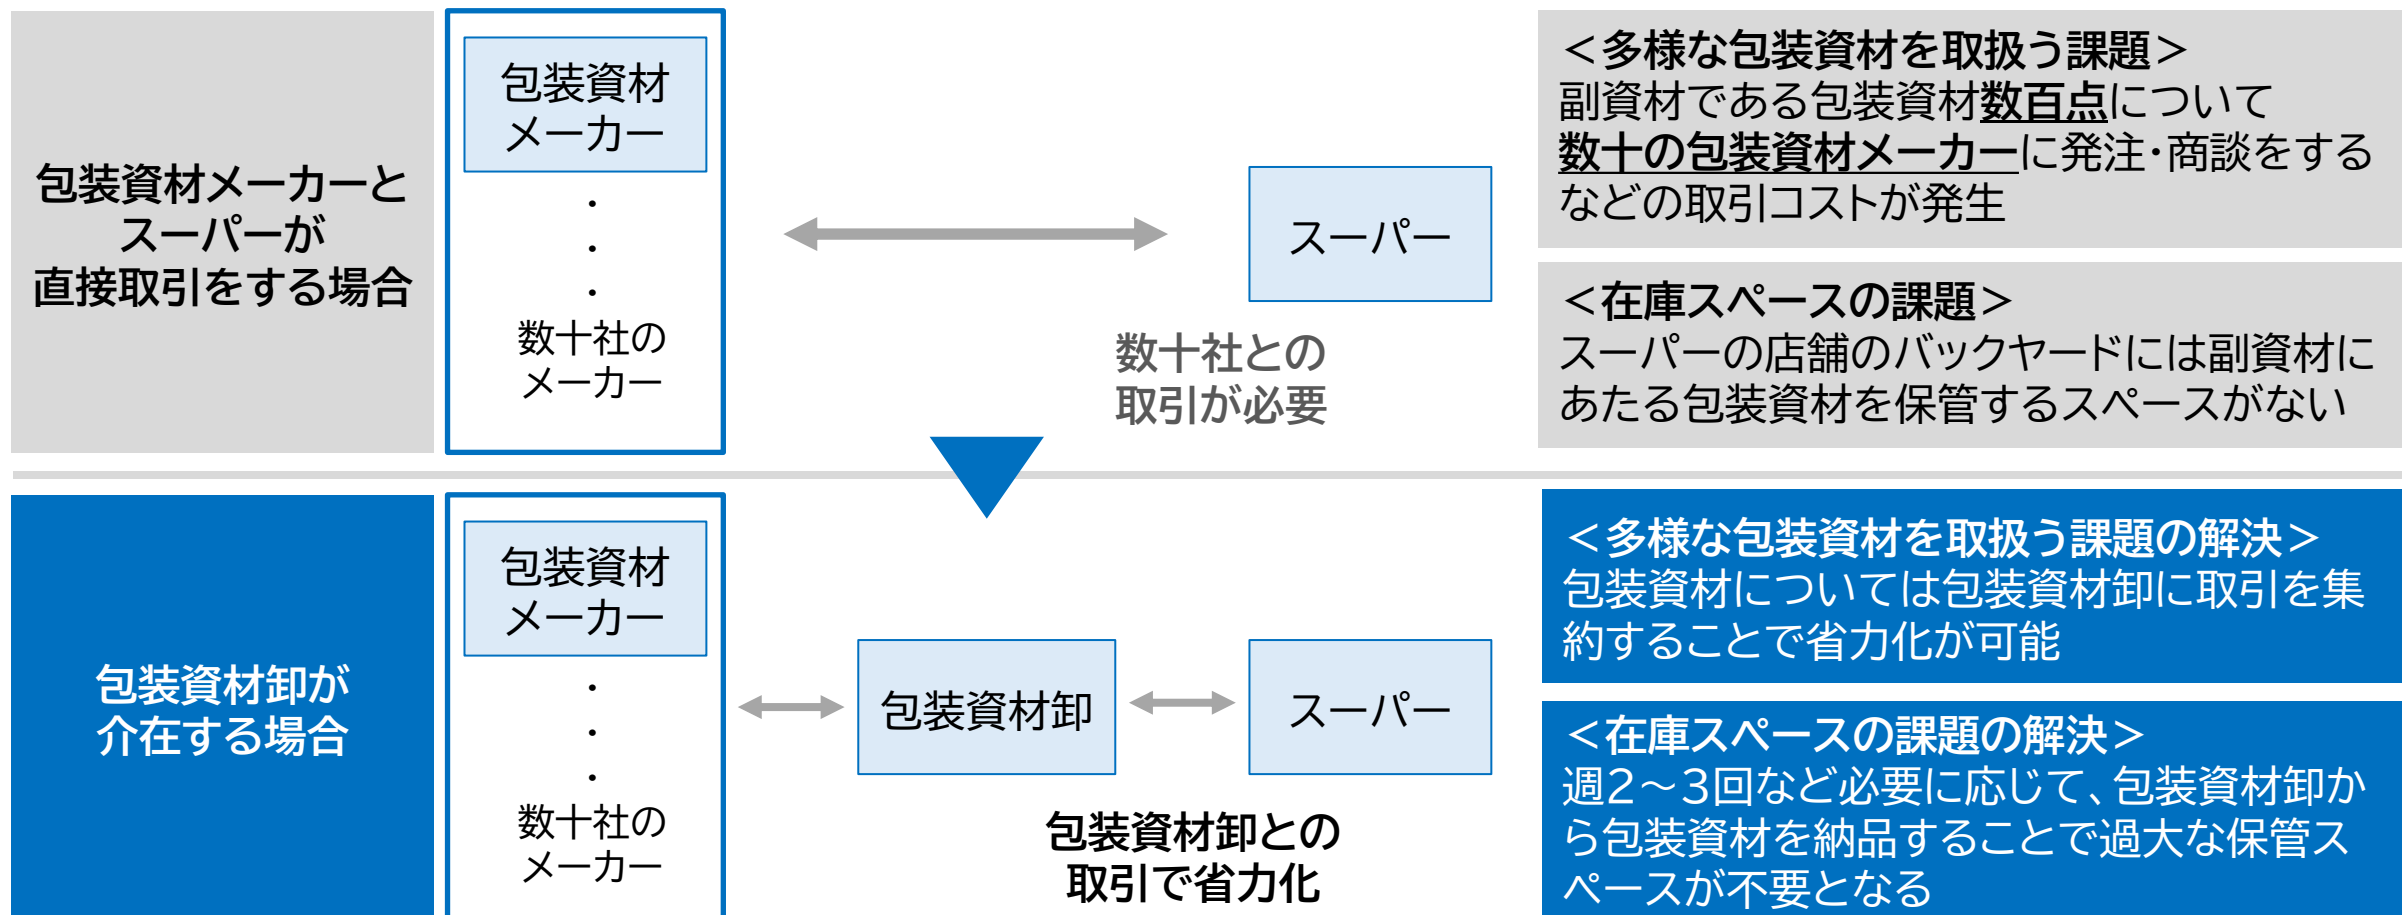 包装資材メーカーと
スーパーが
直接取引をする場合
包装資材
メーカー
・
・
・
数十社の
メーカー
スーパー
数十社との
取引が必要
＜多様な包装資材を取扱う課題＞
副資材である包装資材数百点について
数十の包装資材メーカーに発注・商談をする
などの取引コストが発生
＜在庫スペースの課題＞
スーパーの店舗のバックヤードには副資材に
あたる包装資材を保管するスペースがない
包装資材卸が
介在する場合
包装資材
メーカー
・
・
・
数十社の
メーカー
包装資材卸
スーパー
包装資材卸との
取引で省力化
＜多様な包装資材を取扱う課題の解決＞
包装資材については包装資材卸に取引を集
約することで省力化が可能
＜在庫スペースの課題の解決＞
週２～３回など必要に応じて、包装資材卸か
ら包装資材を納品することで過大な保管ス
ペースが不要となる